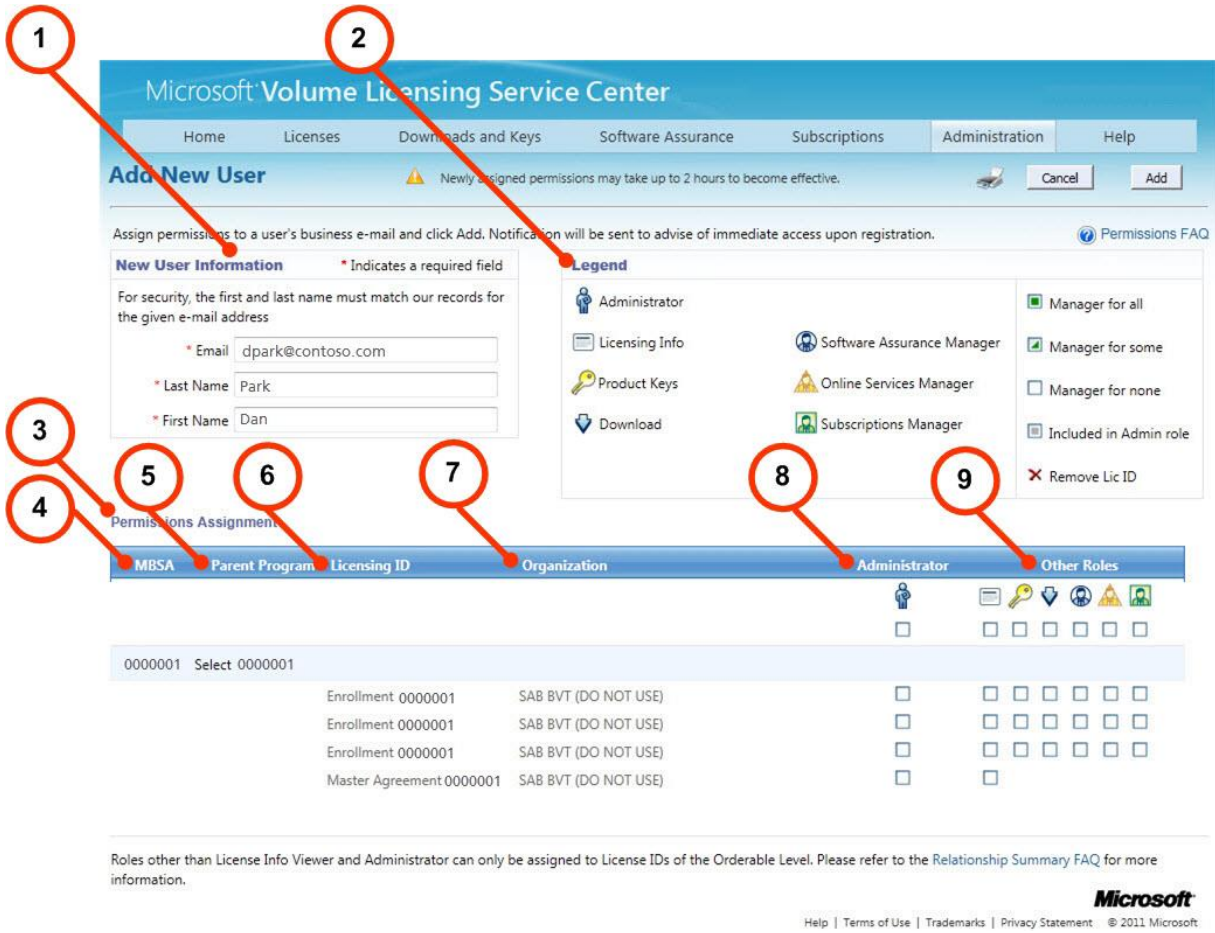 1
2
Microsoft Volume Licensing Service Center
Home Licenses Downloads and Keys Software Assurance Subscriptions Administration Help
Add New User
Newly assigned permissions may take up to 2 hours to become effective.
Cancel
Add
Assign permissions to a user's business e-mail and click Add. Notification will be sent to advise of immediate access upon registration.
Permissions FAQ
New User Information
* Indicates a required field
For security, the first and last name must match our records for
the given e-mail address
* Email dpark@contoso.com
* Last Name Park
* First Name Dan
Legend
Administrator
Licensing Info
Product Keys
Download
Software Assurance Manager
Online Services Manager
Subscriptions Manager
Manager for all
Manager for some
Manager for none
Included in Admin role
Remove Lic ID
3
4
5
6
7
8
9
Permissions Assignment
MBSA Parent Program Licensing ID Organization Administrator Other Roles
0000001 Select 0000001
Enrollment 0000001 SAB BVT (DO NOT USE)
Enrollment 0000001 SAB BVT (DO NOT USE)
Enrollment 0000001 SAB BVT (DO NOT USE)
Master Agreement 0000001 SAB BVT (DO NOT USE)
Roles other than License Info Viewer and Administrator can only be assigned to License IDs of the Orderable Level. Please refer to the Relationship Summary FAQ for more
information.
Microsoft
Help | Terms of Use | Trademarks | Privacy Statement © 2011 Microsoft